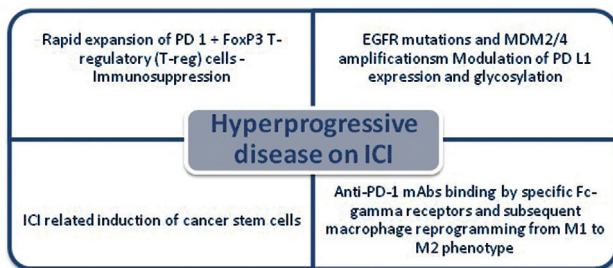 Rapid expansion of PD 1 + FoxP3 T-
regulatory (T-reg) cells -
Immunosuppression
EGFR mutations and MDM2/4
amplificationsm Modulation of PD L1
expression and glycosylation
Hyperprogressive
disease on ICI
ICI related induction of cancer stem cells
Anti-PD-1 mAbs binding by specific Fc-
gamma receptors and subsequent
macrophage reprogramming from M1 to
M2 phenotype